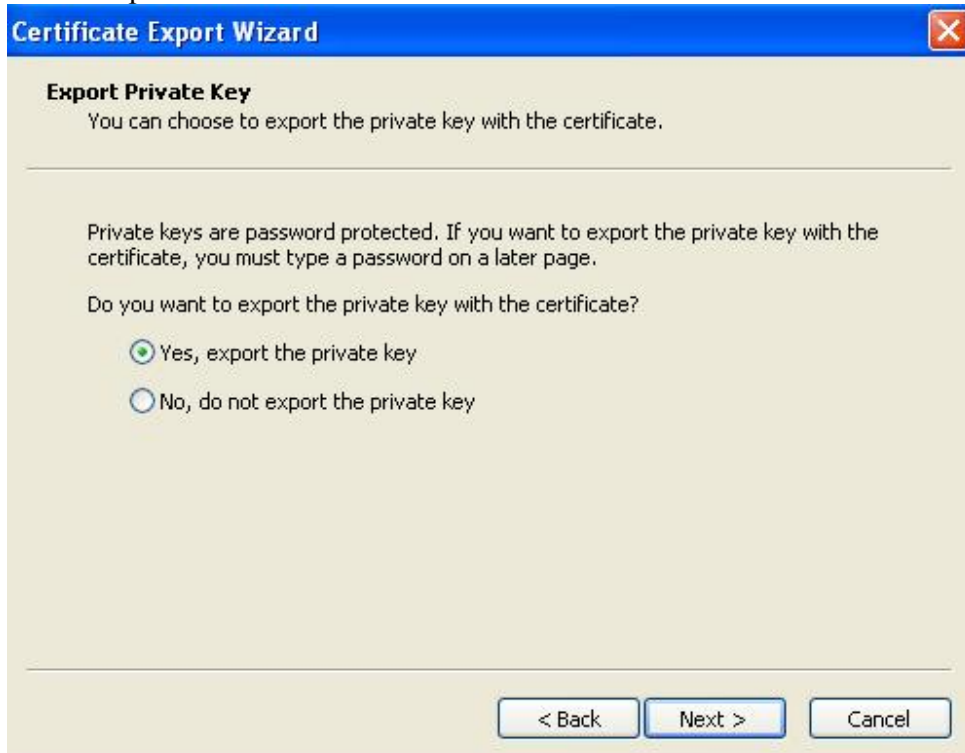 Certificate Export Wizard
Export Private Key
You can choose to export the private key with the certificate.
Private keys are password protected. If you want to export the private key with the
certificate, you must type a password on a later page.
Do you want to export the private key with the certificate?
Yes, export the private key
No, do not export the private key
< Back Next > Cancel